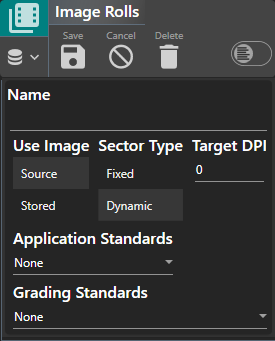 Image Rolls
Save Cancel Delete
Name
Use Image Sector Type Target DPI
Source Fixed 0
Stored Dynamic
Application Standards
None
Grading Standards
None